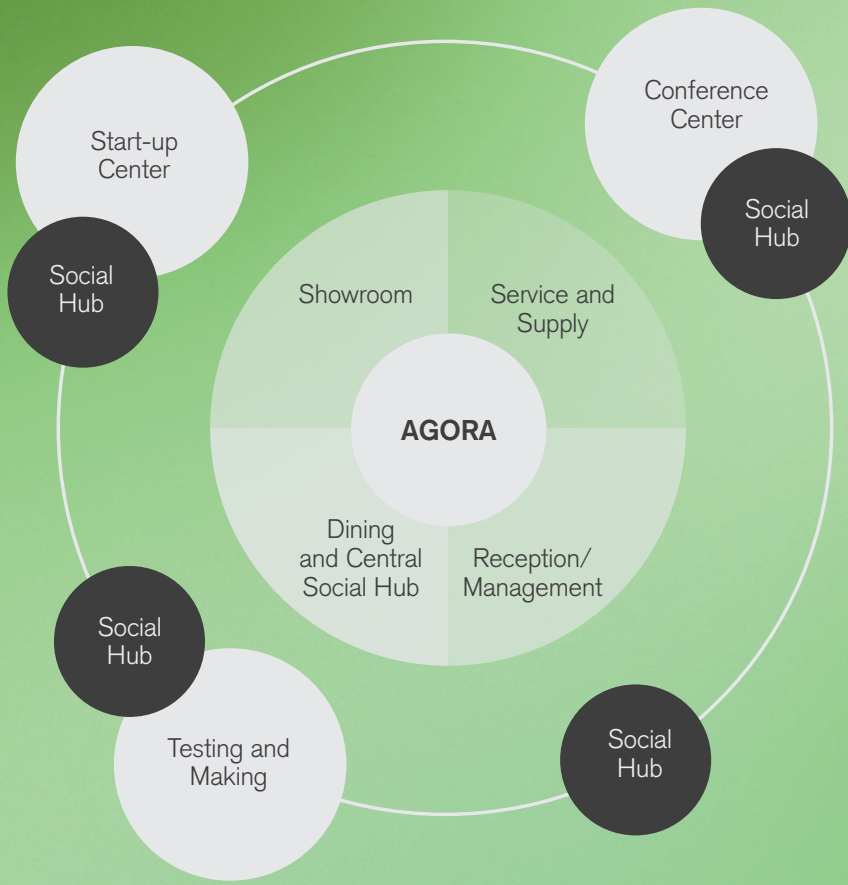 Conference
Center
Start-up
Center
Social
Hub
Social
Hub
Showroom
Service and
Supply
AGORA
Dining
and Central
Social Hub
Reception/
Management
Social
Hub
Testing and
Making
Social
Hub